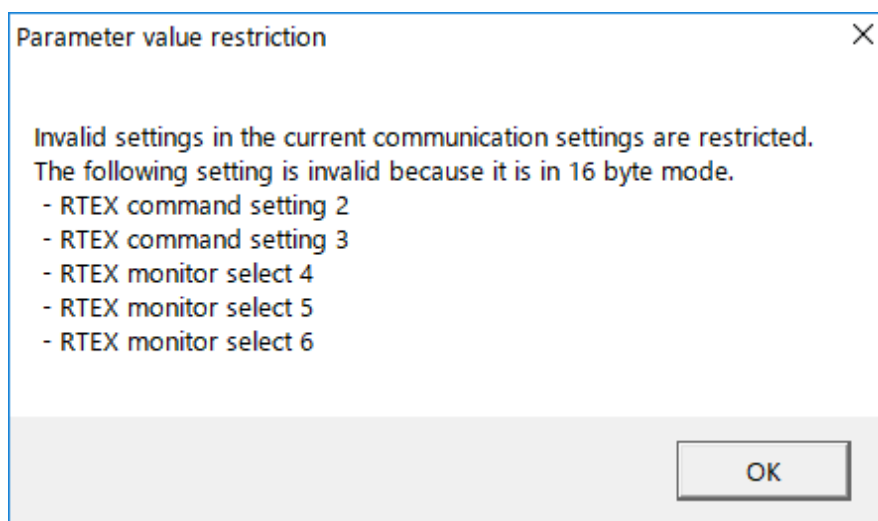 Parameter value restriction
Invalid settings in the current communication settings are restricted.
The following setting is invalid because it is in 16 byte mode.
- RTEX command setting 2
- RTEX command setting 3
- RTEX monitor select 4
- RTEX monitor select 5
- RTEX monitor select 6
OK